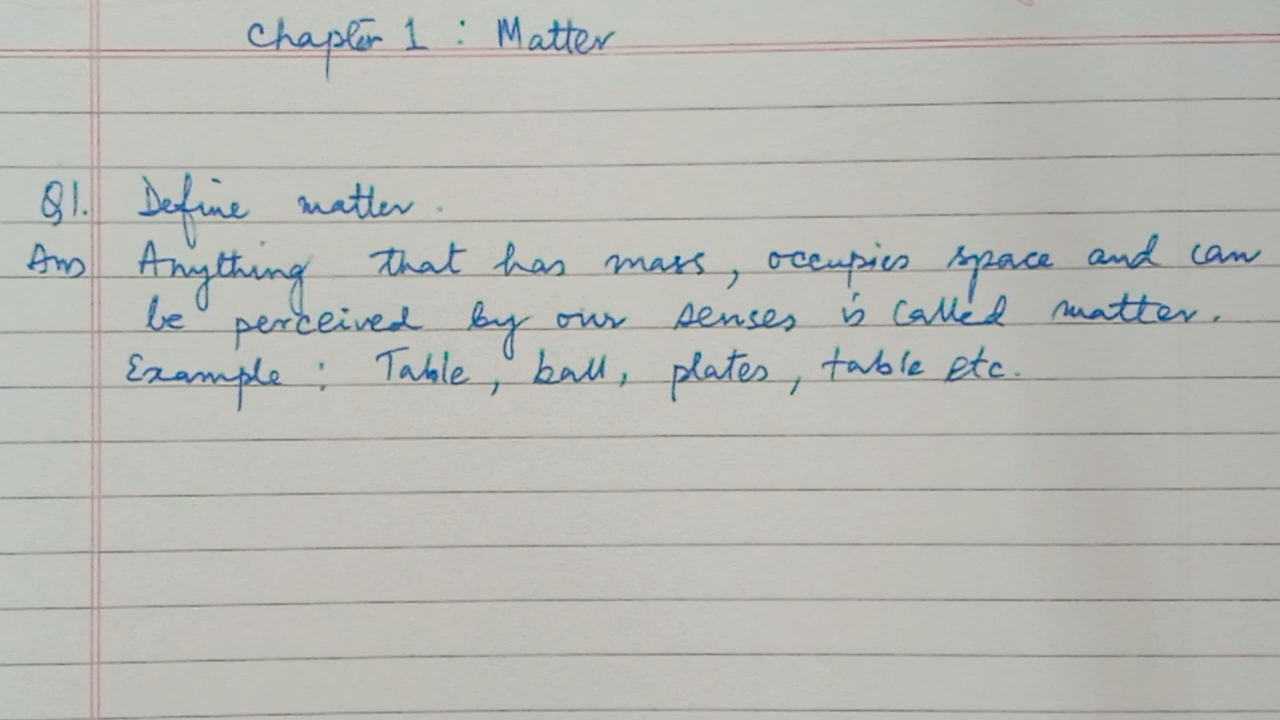 Chapter 1 : Matter
Q1. Define matter.
Ans Anything that has mass, occupies space and can
be perceived by our senses is called matter.
Example : Table, ball, plates, table etc.